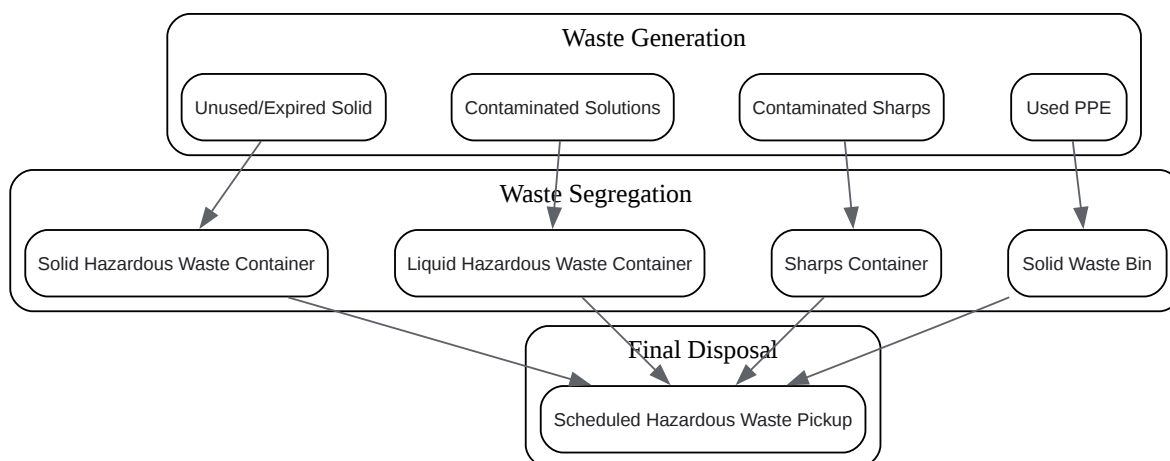 Waste Generation
Unused/Expired Solid
Contaminated Solutions
Contaminated Sharps
Used PPE
Waste Segregation
Solid Hazardous Waste Container
Liquid Hazardous Waste Container
Sharps Container
Solid Waste Bin
Final Disposal
Scheduled Hazardous Waste Pickup